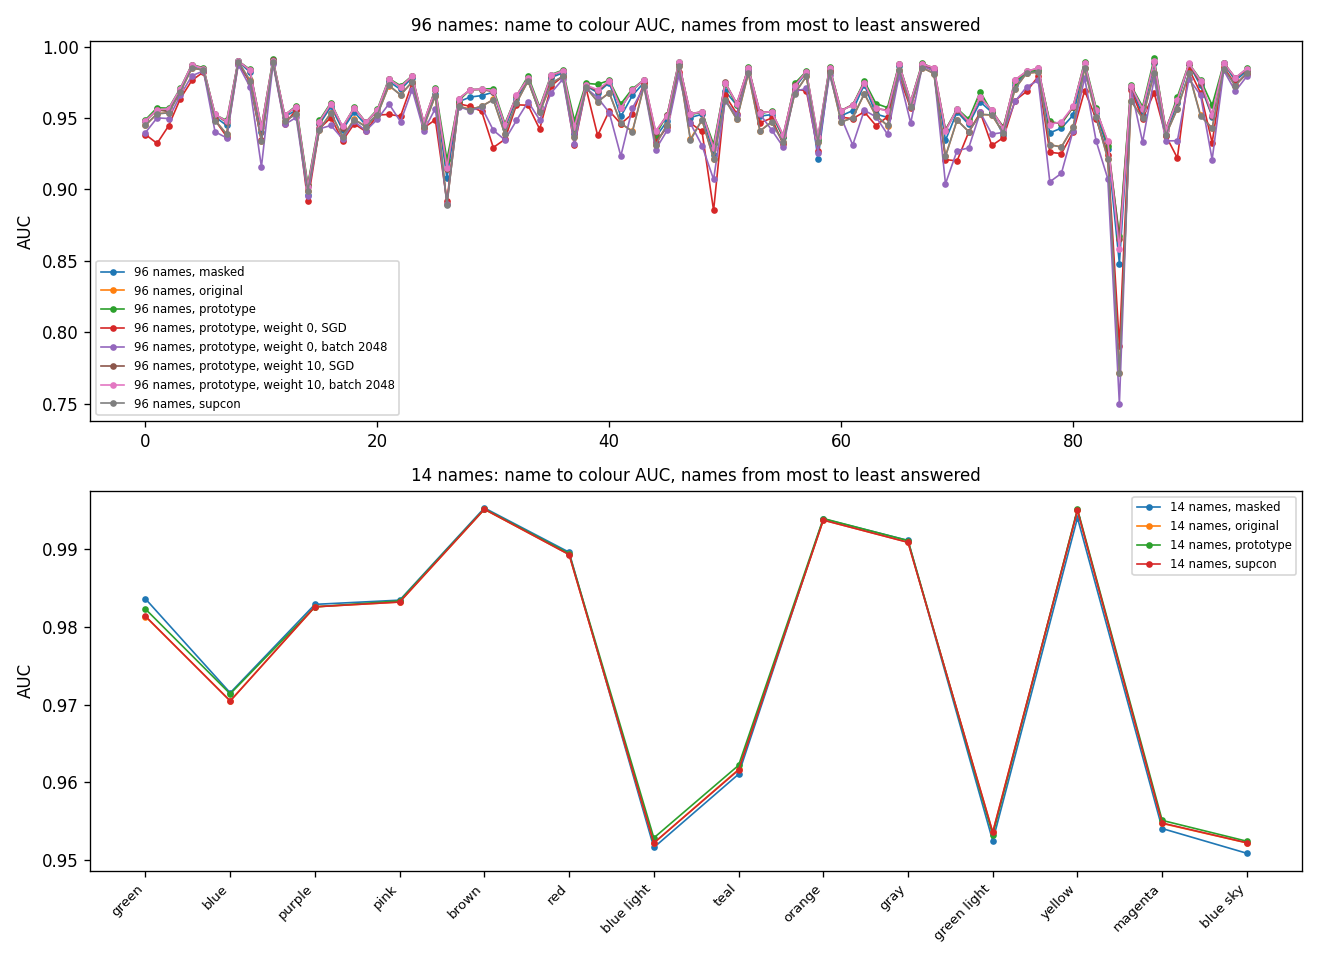 96 names: name to colour AUC, names from most to least answered
1.00
0.95
0.90
0.85
0.80
0.75
AUC
96 names, masked
96 names, original
96 names, prototype
96 names, prototype, weight 0, SGD
96 names, prototype, weight 0, batch 2048
96 names, prototype, weight 10, SGD
96 names, prototype, weight 10, batch 2048
96 names, supcon
0 20 40 60 80
14 names: name to colour AUC, names from most to least answered
0.99
0.98
0.97
0.96
0.95
AUC
14 names, masked
14 names, original
14 names, prototype
14 names, supcon
green
blue
purple
pink
brown
red
blue light
teal
orange
gray
green light
yellow
magenta
blue sky